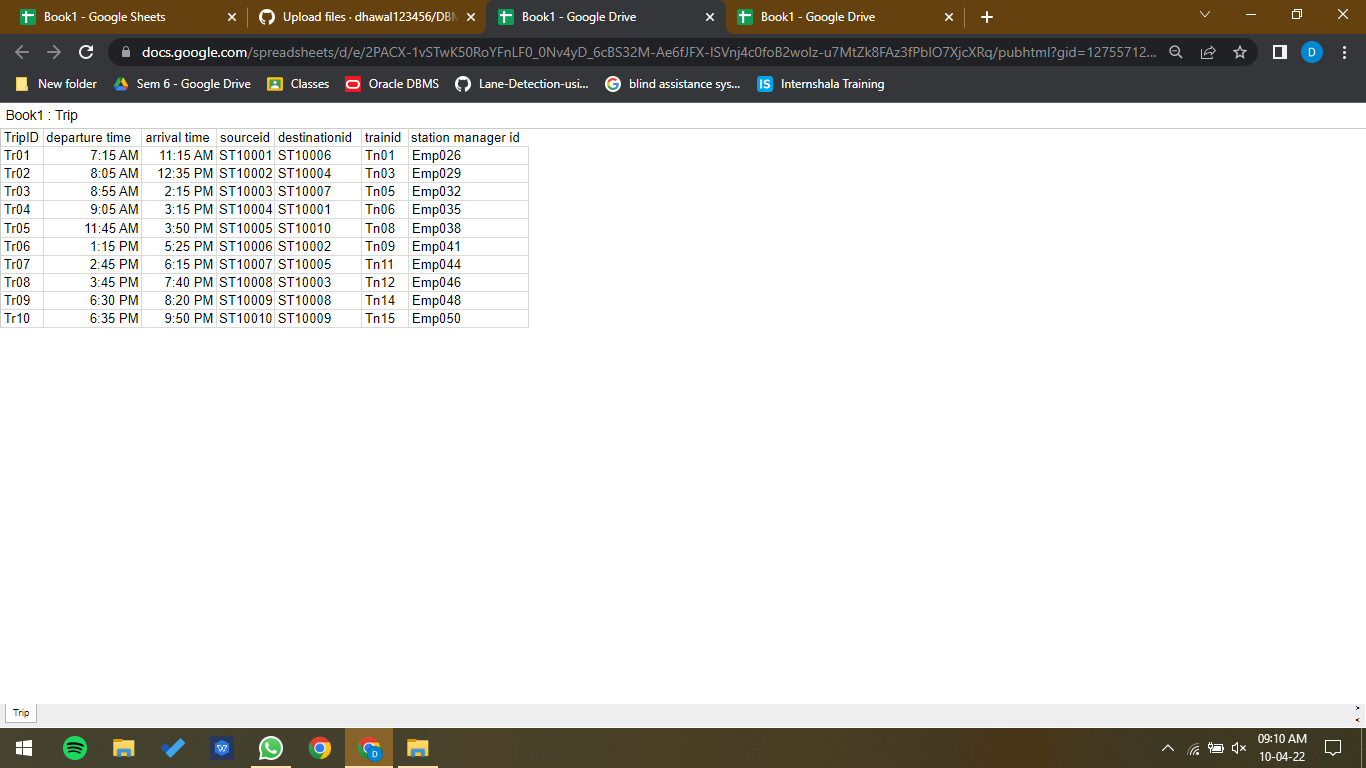 Book1 - Google Sheets
Upload files · dhawal123456/DBM
Book1 - Google Drive
Book1 - Google Drive
docs.google.com/spreadsheets/d/e/2PACX-1vSTwK50RoYFnLF0_0Nv4yD_6cBS32M-Ae6fJFX-ISVnj4c0foB2wolz-u7MtZk8FAz3fPblO7XjcXRq/pubhtml?gid=12755712...
D
New folder
Sem 6 - Google Drive
Classes
Oracle DBMS
Lane-Detection-usi...
blind assistance sys...
IS Internshala Training
Book1 : Trip
TripID departure time arrival time sourceid destinationid trainid station manager id
Tr01 7:15 AM 11:15 AM ST10001 ST10006 Tn01 Emp026
Tr02 8:05 AM 12:35 PM ST10002 ST10004 Tn03 Emp029
Tr03 8:55 AM 2:15 PM ST10003 ST10007 Tn05 Emp032
Tr04 9:05 AM 3:15 PM ST10004 ST10001 Tn06 Emp035
Tr05 11:45 AM 3:50 PM ST10005 ST10010 Tn08 Emp038
Tr06 1:15 PM 5:25 PM ST10006 ST10002 Tn09 Emp041
Tr07 2:45 PM 6:15 PM ST10007 ST10005 Tn11 Emp044
Tr08 3:45 PM 7:40 PM ST10008 ST10003 Tn12 Emp046
Tr09 6:30 PM 8:20 PM ST10009 ST10008 Tn14 Emp048
Tr10 6:35 PM 9:50 PM ST10010 ST10009 Tn15 Emp050
Trip
D
09:10 AM
10-04-22